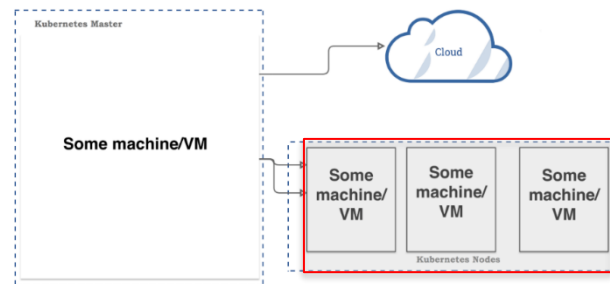 Kubernetes Master
Cloud
Some machine/VM
Some
machine/
VM
Some
machine/
VM
Some
machine/
VM
Kubernetes Nodes